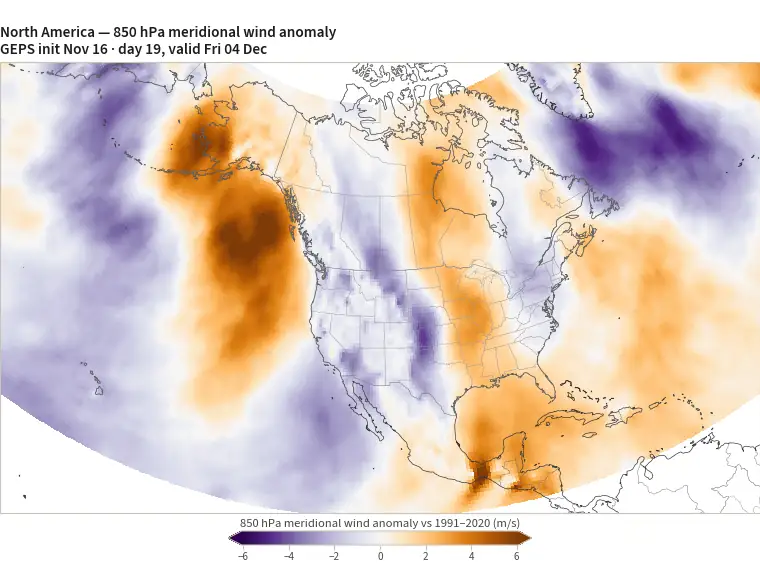 North America — 850 hPa meridional wind anomaly
GEPS init Nov 16 · day 19, valid Fri 04 Dec
850 hPa meridional wind anomaly vs 1991–2020 (m/s)
−6 −4 −2 0 2 4 6